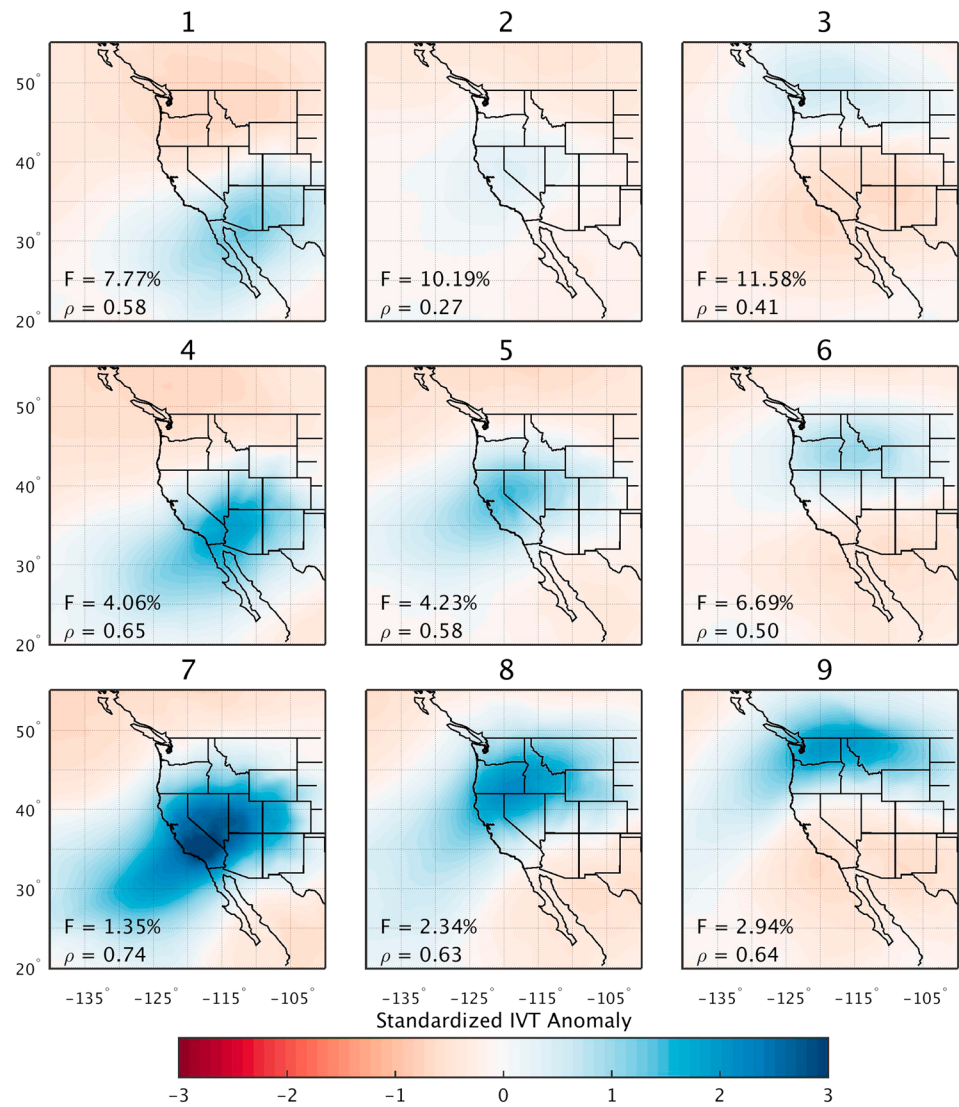 1 2 3
50°
40°
30°
20°
F = 7.77%
ρ = 0.58
F = 10.19%
ρ = 0.27
F = 11.58%
ρ = 0.41
4 5 6
50°
40°
30°
20°
F = 4.06%
ρ = 0.65
F = 4.23%
ρ = 0.58
F = 6.69%
ρ = 0.50
7 8 9
50°
40°
30°
20°
F = 1.35%
ρ = 0.74
F = 2.34%
ρ = 0.63
F = 2.94%
ρ = 0.64
-135° -125° -115° -105° -135° -125° -115° -105° -135° -125° -115° -105°
Standardized IVT Anomaly
-3 -2 -1 0 1 2 3